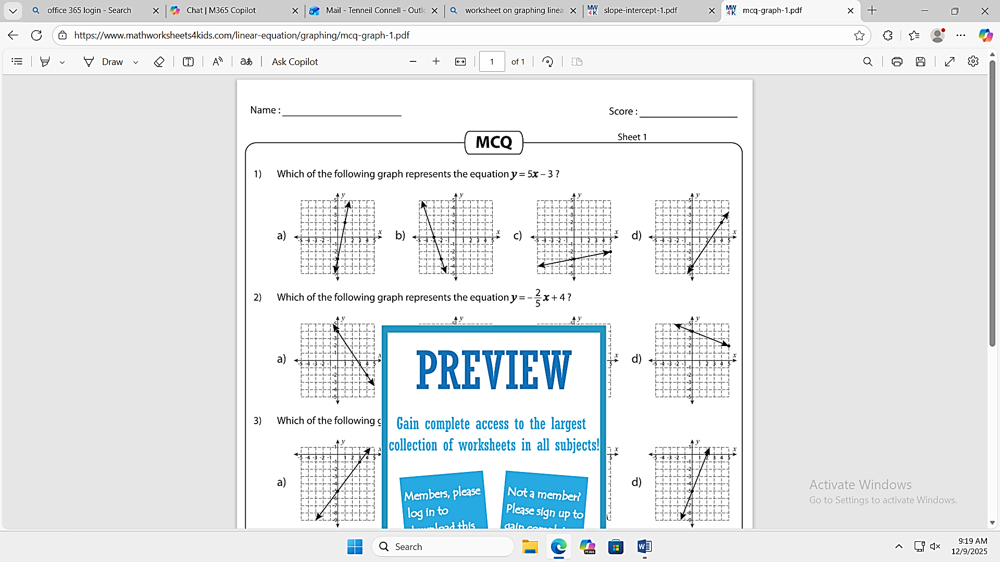 office 365 login - Search
Chat | M365 Copilot
Mail - Tenneil Connell - Outlo
worksheet on graphing linea
slope-intercept-1.pdf
mcq-graph-1.pdf
https://www.mathworksheets4kids.com/linear-equation/graphing/mcq-graph-1.pdf
Draw
Ask Copilot
1 of 1
Name :
Score :
Sheet 1
MCQ
1) Which of the following graph represents the equation y = 5x – 3 ?
a) b) c) d)
2) Which of the following graph represents the equation y = – 2/5 x + 4 ?
a) d)
PREVIEW
3) Which of the following
Gain complete access to the largest
collection of worksheets in all subjects!
a) d)
Members, please
log in to
download this
Not a member?
Please sign up to
Activate Windows
Go to Settings to activate Windows.
Search
9:19 AM
12/9/2025